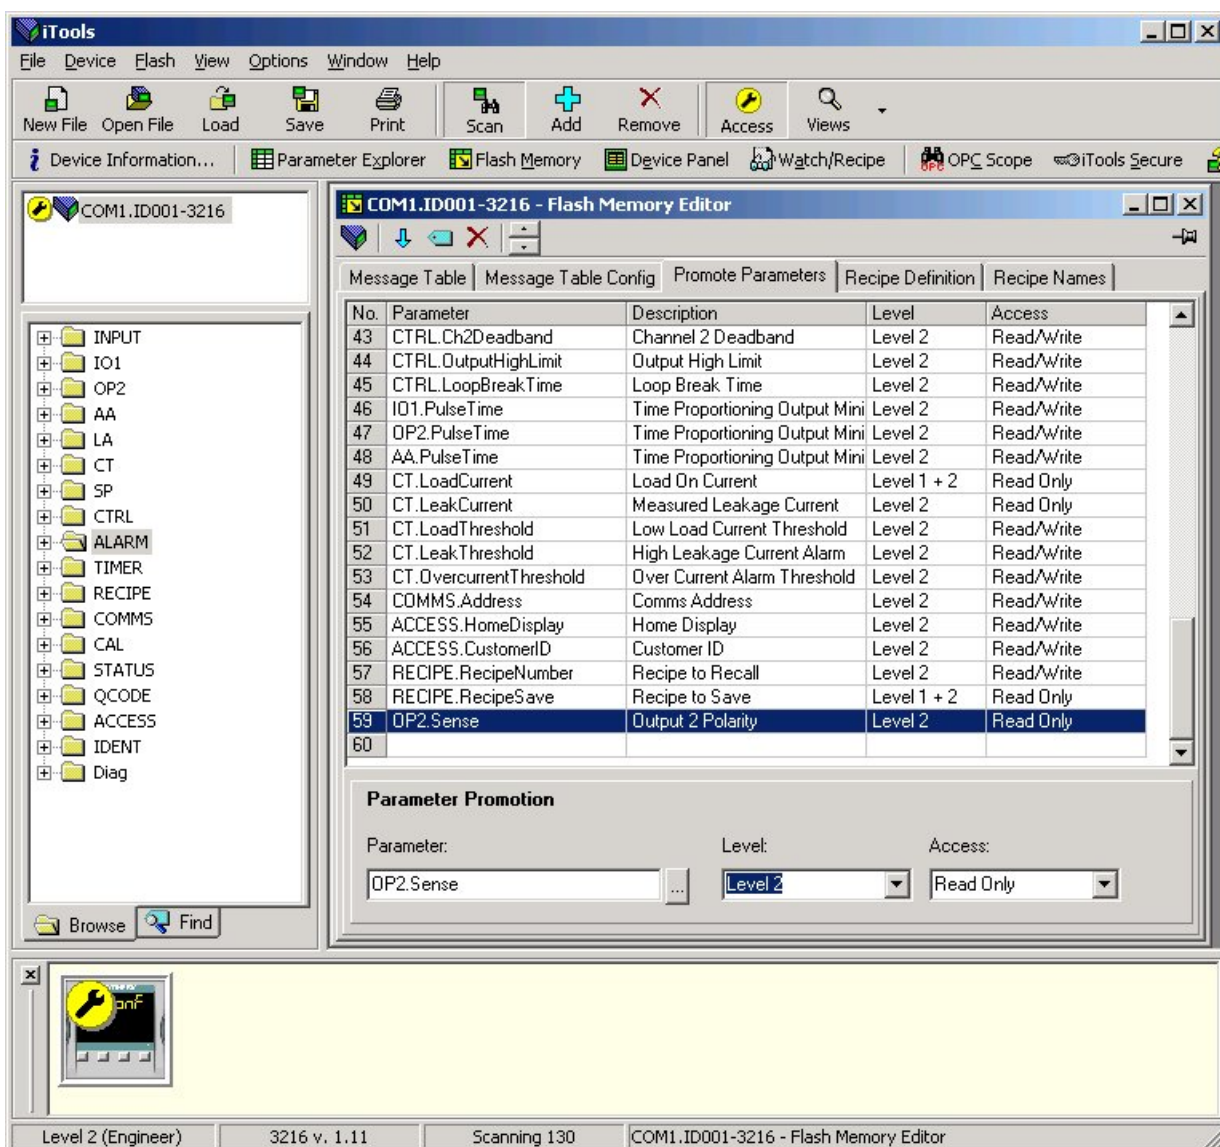 iTools
File Device Flash View Options Window Help
New File Open File Load Save Print Scan Add Remove Access Views
Device Information... Parameter Explorer Flash Memory Device Panel Watch/Recipe OPC Scope iTools Secure
COM1.ID001-3216
INPUT
IO1
OP2
AA
LA
CT
SP
CTRL
ALARM
TIMER
RECIPE
COMMS
CAL
STATUS
QCODE
ACCESS
IDENT
Diag
Browse Find
COM1.ID001-3216 - Flash Memory Editor
Message Table Message Table Config Promote Parameters Recipe Definition Recipe Names
No. Parameter Description Level Access
43 CTRL.Ch2Deadband Channel 2 Deadband Level 2 Read/Write
44 CTRL.OutputHighLimit Output High Limit Level 2 Read/Write
45 CTRL.LoopBreakTime Loop Break Time Level 2 Read/Write
46 IO1.PulseTime Time Proportioning Output Mini Level 2 Read/Write
47 OP2.PulseTime Time Proportioning Output Mini Level 2 Read/Write
48 AA.PulseTime Time Proportioning Output Mini Level 2 Read/Write
49 CT.LoadCurrent Load On Current Level 1 + 2 Read Only
50 CT.LeakCurrent Measured Leakage Current Level 2 Read Only
51 CT.LoadThreshold Low Load Current Threshold Level 2 Read/Write
52 CT.LeakThreshold High Leakage Current Alarm Level 2 Read/Write
53 CT.OvercurrentThreshold Over Current Alarm Threshold Level 2 Read/Write
54 COMMS.Address Comms Address Level 2 Read/Write
55 ACCESS.HomeDisplay Home Display Level 2 Read/Write
56 ACCESS.CustomerID Customer ID Level 2 Read/Write
57 RECIPE.RecipeNumber Recipe to Recall Level 2 Read/Write
58 RECIPE.RecipeSave Recipe to Save Level 1 + 2 Read Only
59 OP2.Sense Output 2 Polarity Level 2 Read Only
60
Parameter Promotion
Parameter: Level: Access:
OP2.Sense ... Level 2 Read Only
Level 2 (Engineer) 3216 v. 1.11 Scanning 130 COM1.ID001-3216 - Flash Memory Editor